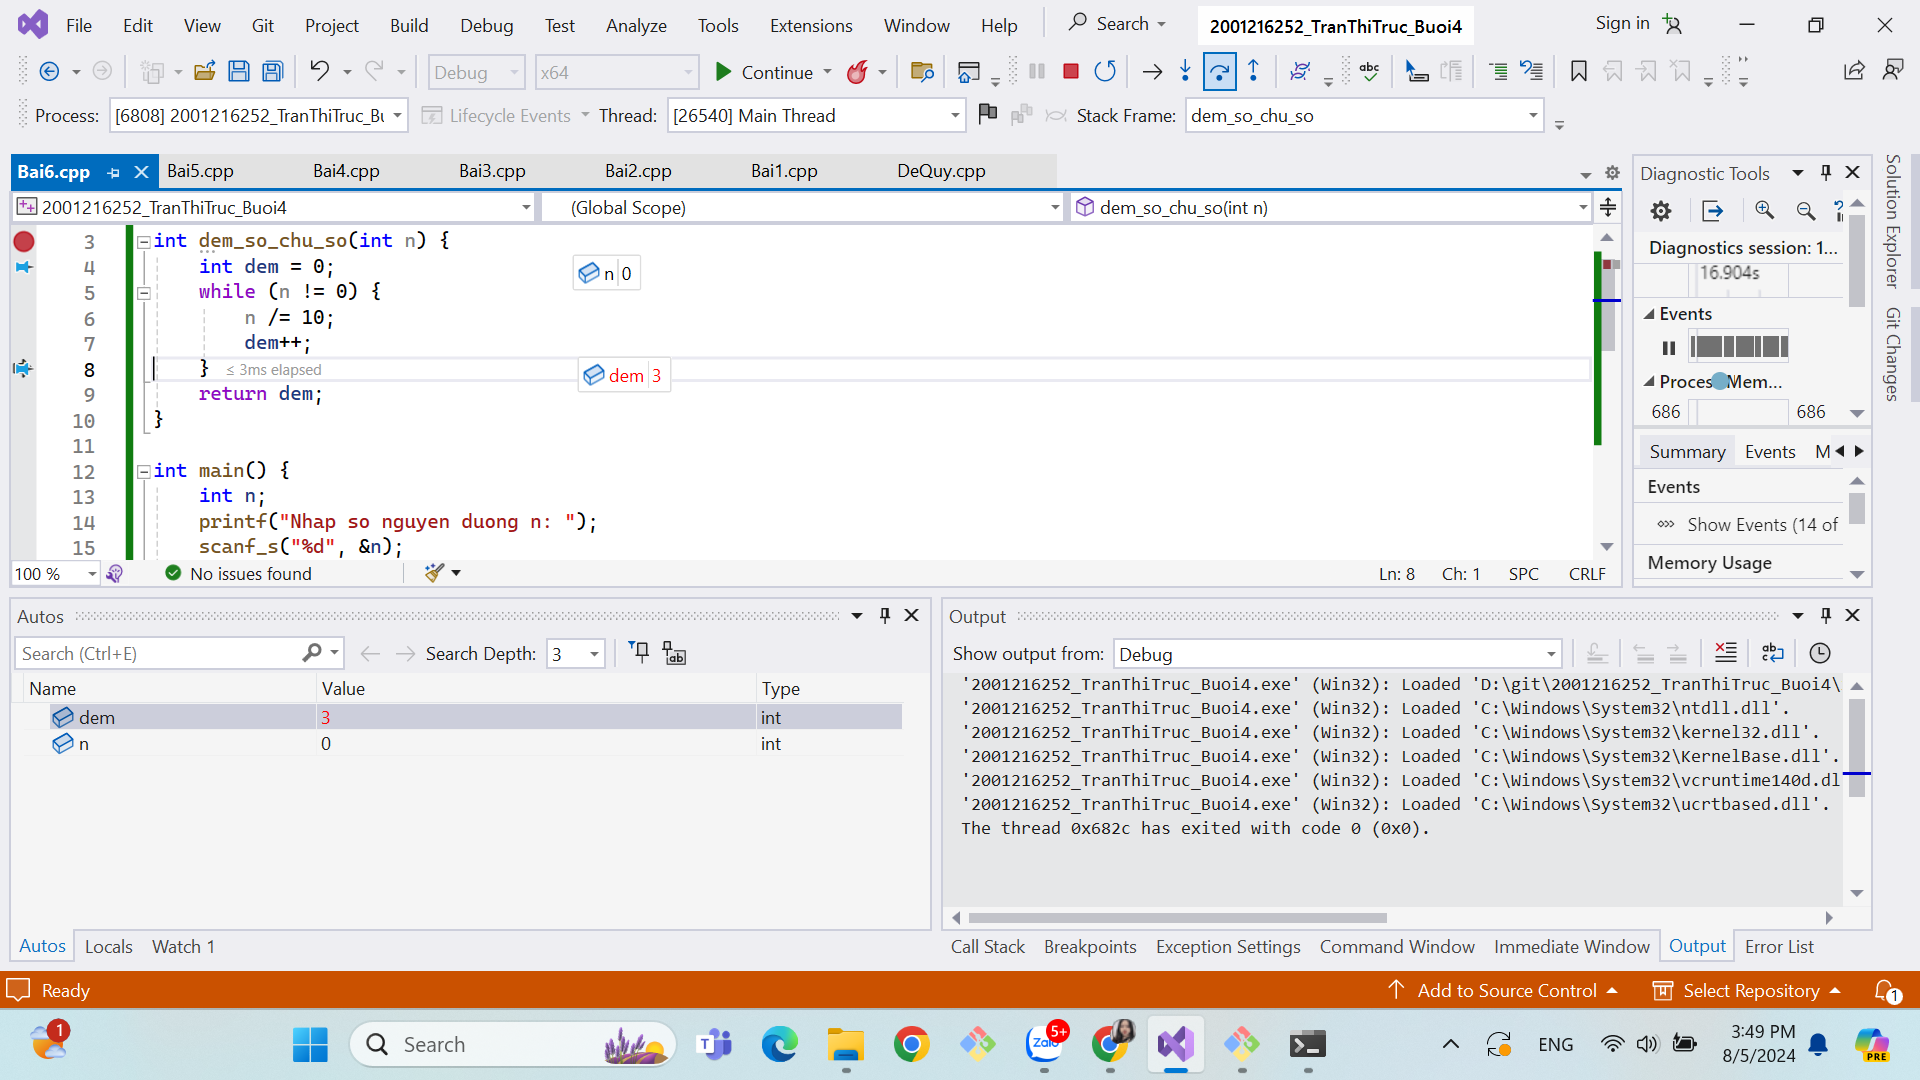 File Edit View Git Project Build Debug Test Analyze Tools Extensions Window Help Search 2001216252_TranThiTruc_Buoi4 Sign in
Debug x64 Continue
Process: [6808] 2001216252_TranThiTruc_Bu Lifecycle Events Thread: [26540] Main Thread Stack Frame: dem_so_chu_so
Bai6.cpp Bai5.cpp Bai4.cpp Bai3.cpp Bai2.cpp Bai1.cpp DeQuy.cpp
2001216252_TranThiTruc_Buoi4 (Global Scope) dem_so_chu_so(int n)
3 int dem_so_chu_so(int n) {
4 int dem = 0; n 0
5 while (n != 0) {
6 n /= 10;
7 dem++;
8 } ≤ 3ms elapsed dem 3
9 return dem;
10 }
11
12 int main() {
13 int n;
14 printf("Nhap so nguyen duong n: ");
15 scanf_s("%d", &n);
100 % No issues found Ln: 8 Ch: 1 SPC CRLF
Diagnostic Tools
Diagnostics session: 1...
16.904s
Events
Process Mem...
686 686
Summary Events M
Events
Show Events (14 of
Memory Usage
Solution Explorer
Git Changes
Autos
Search (Ctrl+E) Search Depth: 3
Name Value Type
dem 3 int
n 0 int
Autos Locals Watch 1
Output
Show output from: Debug
'2001216252_TranThiTruc_Buoi4.exe' (Win32): Loaded 'D:\git\2001216252_TranThiTruc_Buoi4\
'2001216252_TranThiTruc_Buoi4.exe' (Win32): Loaded 'C:\Windows\System32\ntdll.dll'.
'2001216252_TranThiTruc_Buoi4.exe' (Win32): Loaded 'C:\Windows\System32\kernel32.dll'.
'2001216252_TranThiTruc_Buoi4.exe' (Win32): Loaded 'C:\Windows\System32\KernelBase.dll'.
'2001216252_TranThiTruc_Buoi4.exe' (Win32): Loaded 'C:\Windows\System32\vcruntime140d.dl
'2001216252_TranThiTruc_Buoi4.exe' (Win32): Loaded 'C:\Windows\System32\ucrtbased.dll'.
The thread 0x682c has exited with code 0 (0x0).
Call Stack Breakpoints Exception Settings Command Window Immediate Window Output Error List
Ready Add to Source Control Select Repository 1
1 Search 5+ Zalo ENG 3:49 PM
8/5/2024 PRE